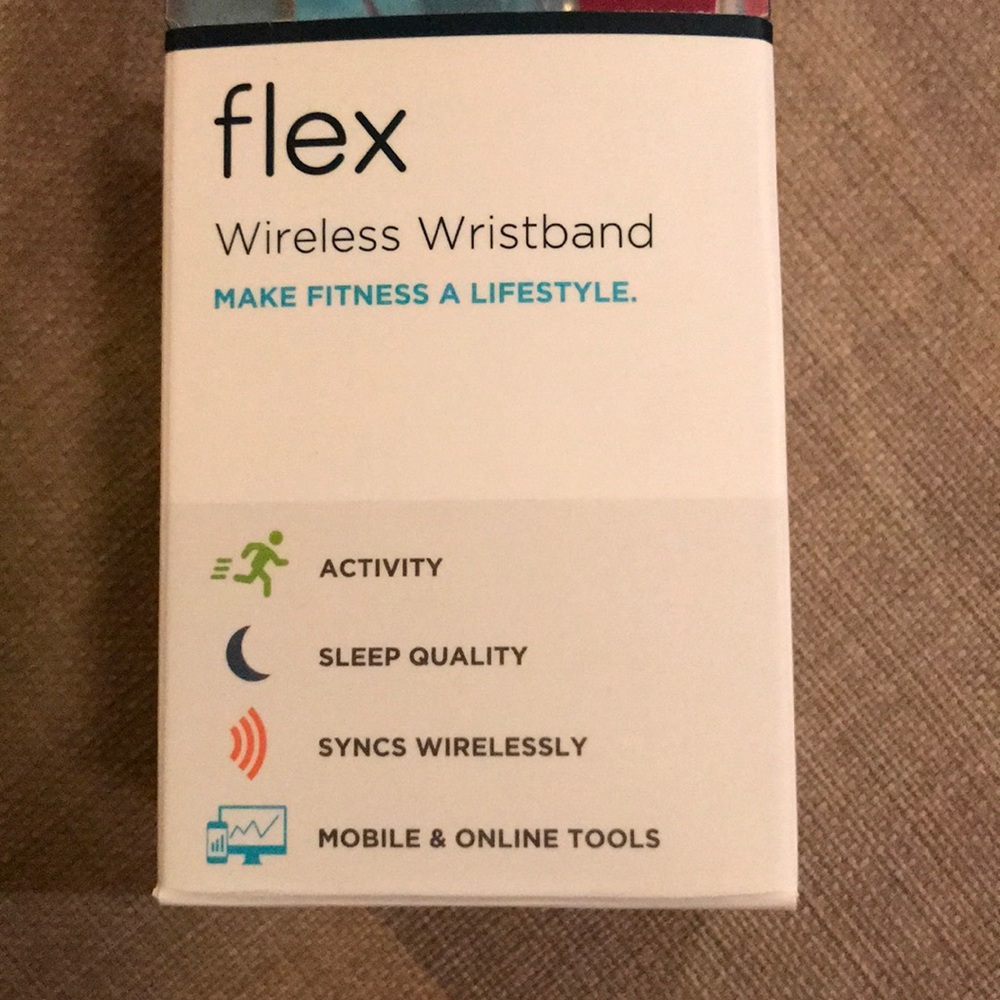 flex
Wireless Wristband
MAKE FITNESS A LIFESTYLE.
ACTIVITY
SLEEP QUALITY
SYNCS WIRELESSLY
MOBILE & ONLINE TOOLS